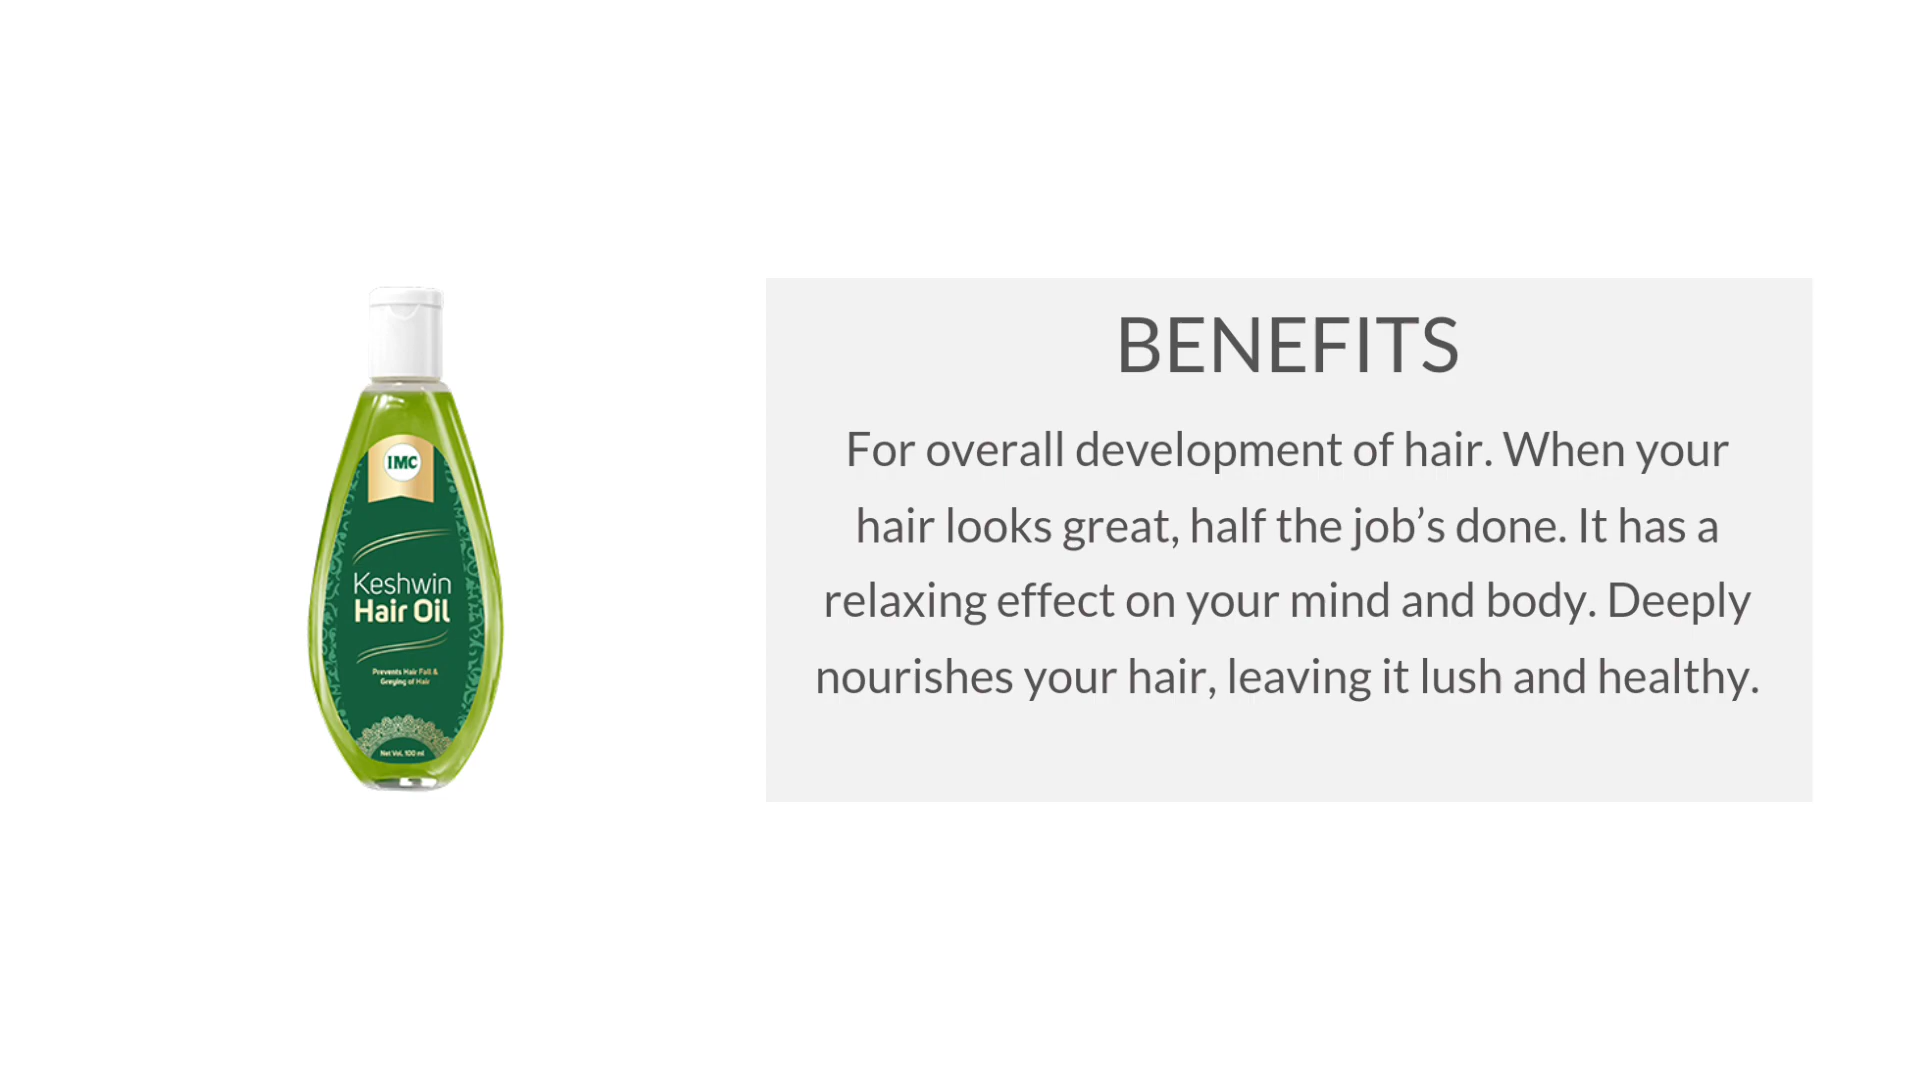 IMC
Keshwin
Hair Oil
Prevents Hair Fall &
Greying of Hair
Net Vol. 100 ml
BENEFITS
For overall development of hair. When your
hair looks great, half the job’s done. It has a
relaxing effect on your mind and body. Deeply
nourishes your hair, leaving it lush and healthy.